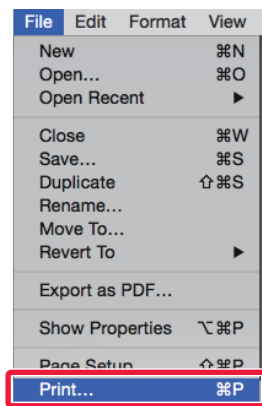 File Edit Format View
New ⌘N
Open... ⌘O
Open Recent ▶
Close ⌘W
Save... ⌘S
Duplicate ⇧⌘S
Rename...
Move To...
Revert To ▶
Export as PDF...
Show Properties ⌥⌘P
Page Setup ⇧⌘P
Print... ⌘P